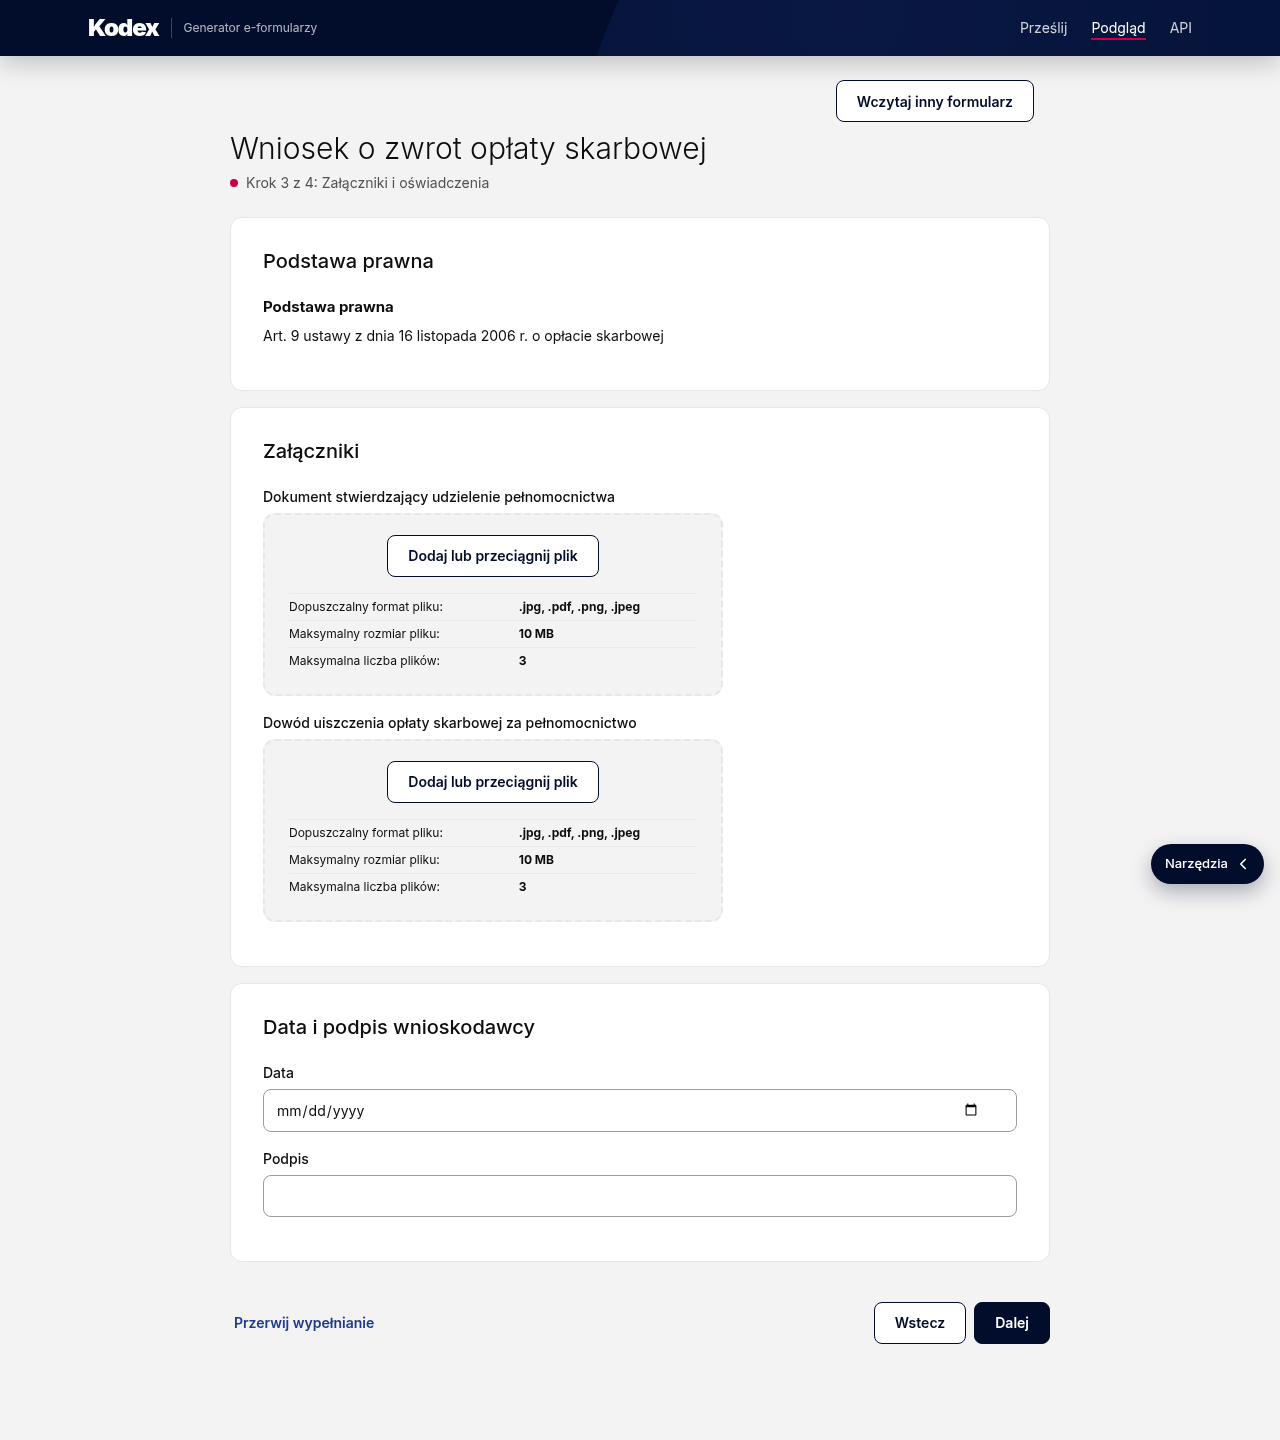 Kodex
Generator e-formularzy
Prześlij
Podgląd
API
Wczytaj inny formularz
Wniosek o zwrot opłaty skarbowej
Krok 3 z 4: Załączniki i oświadczenia
Podstawa prawna
Podstawa prawna
Art. 9 ustawy z dnia 16 listopada 2006 r. o opłacie skarbowej
Załączniki
Dokument stwierdzający udzielenie pełnomocnictwa
Dodaj lub przeciągnij plik
Dopuszczalny format pliku: .jpg, .pdf, .png, .jpeg
Maksymalny rozmiar pliku: 10 MB
Maksymalna liczba plików: 3
Dowód uiszczenia opłaty skarbowej za pełnomocnictwo
Dodaj lub przeciągnij plik
Dopuszczalny format pliku: .jpg, .pdf, .png, .jpeg
Maksymalny rozmiar pliku: 10 MB
Maksymalna liczba plików: 3
Narzędzia
Data i podpis wnioskodawcy
Data
mm/dd/yyyy
Podpis
Przerwij wypełnianie
Wstecz
Dalej